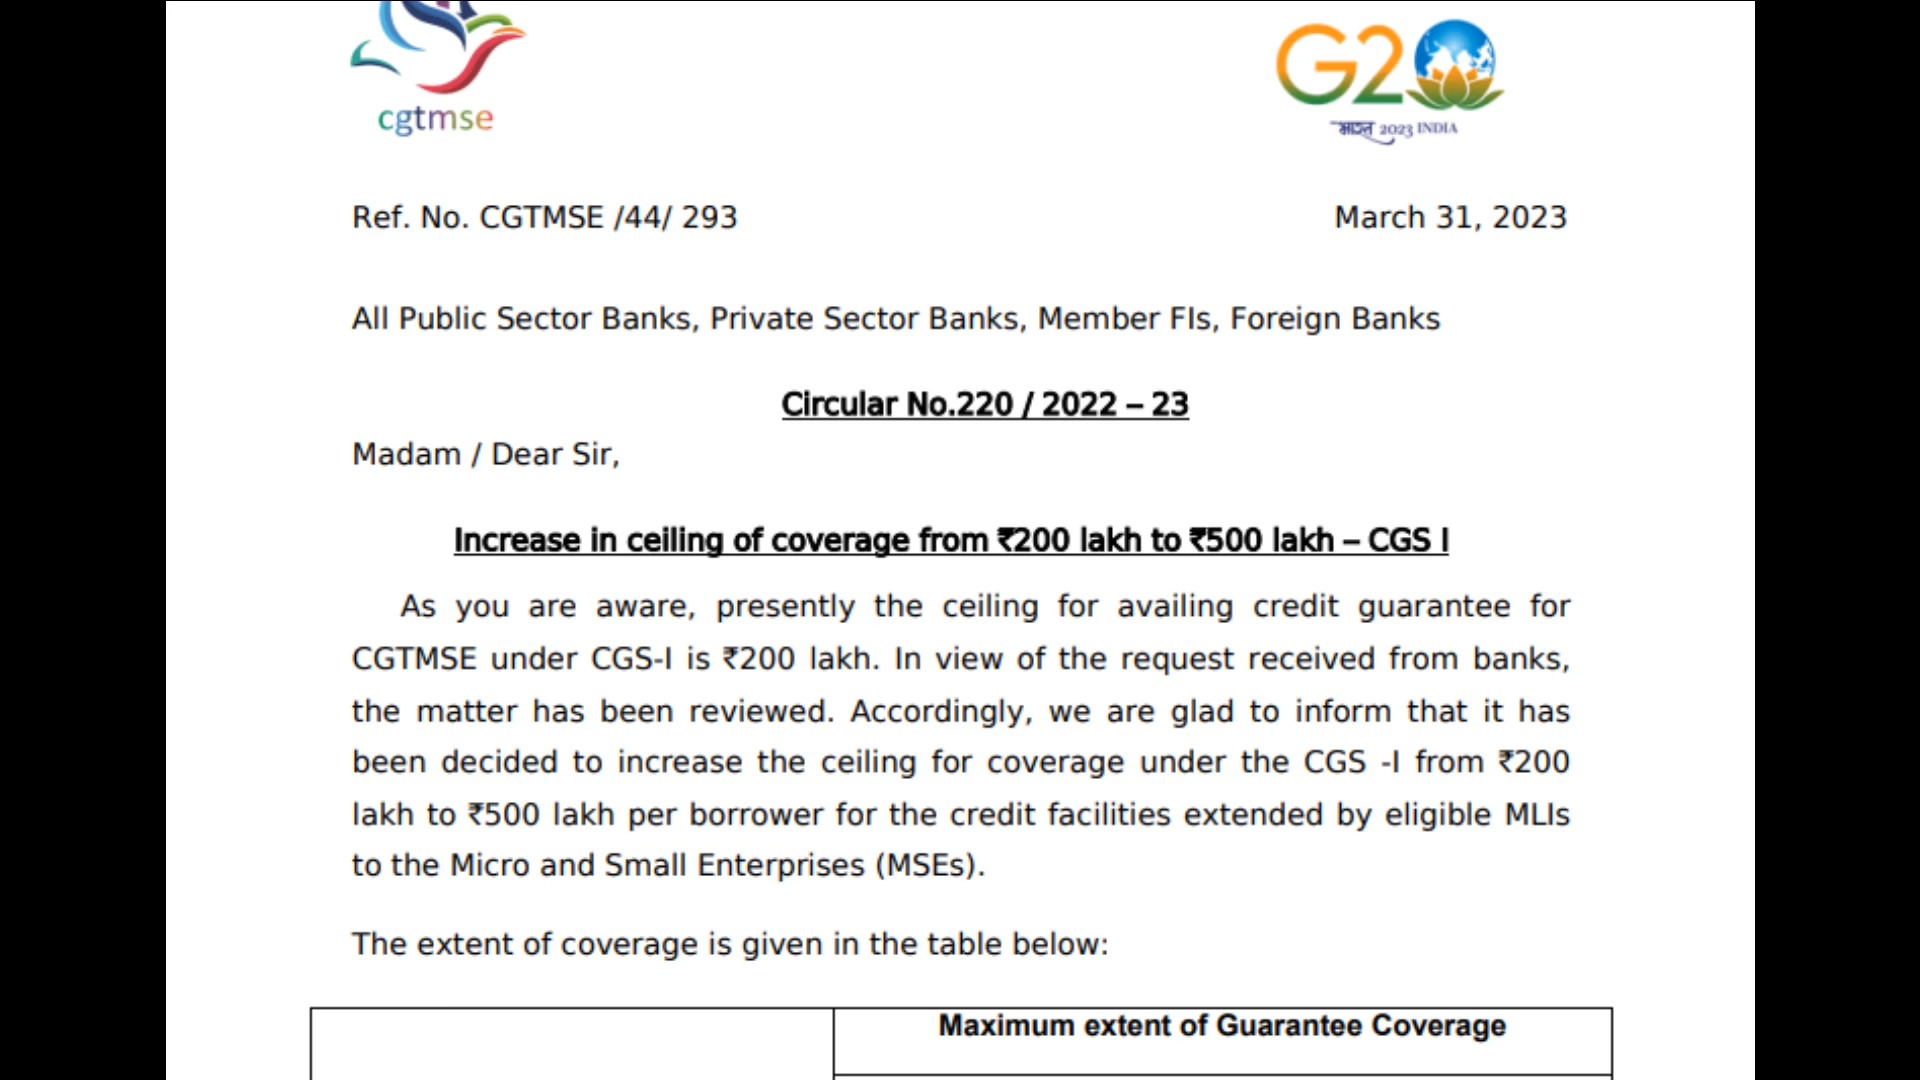 cgtmse
G20
भारत 2023 INDIA
Ref. No. CGTMSE /44/ 293
March 31, 2023
All Public Sector Banks, Private Sector Banks, Member FIs, Foreign Banks
Circular No.220 / 2022 – 23
Madam / Dear Sir,
Increase in ceiling of coverage from ₹200 lakh to ₹500 lakh – CGS I
As you are aware, presently the ceiling for availing credit guarantee for
CGTMSE under CGS-I is ₹200 lakh. In view of the request received from banks,
the matter has been reviewed. Accordingly, we are glad to inform that it has
been decided to increase the ceiling for coverage under the CGS -I from ₹200
lakh to ₹500 lakh per borrower for the credit facilities extended by eligible MLIs
to the Micro and Small Enterprises (MSEs).
The extent of coverage is given in the table below:
Maximum extent of Guarantee Coverage